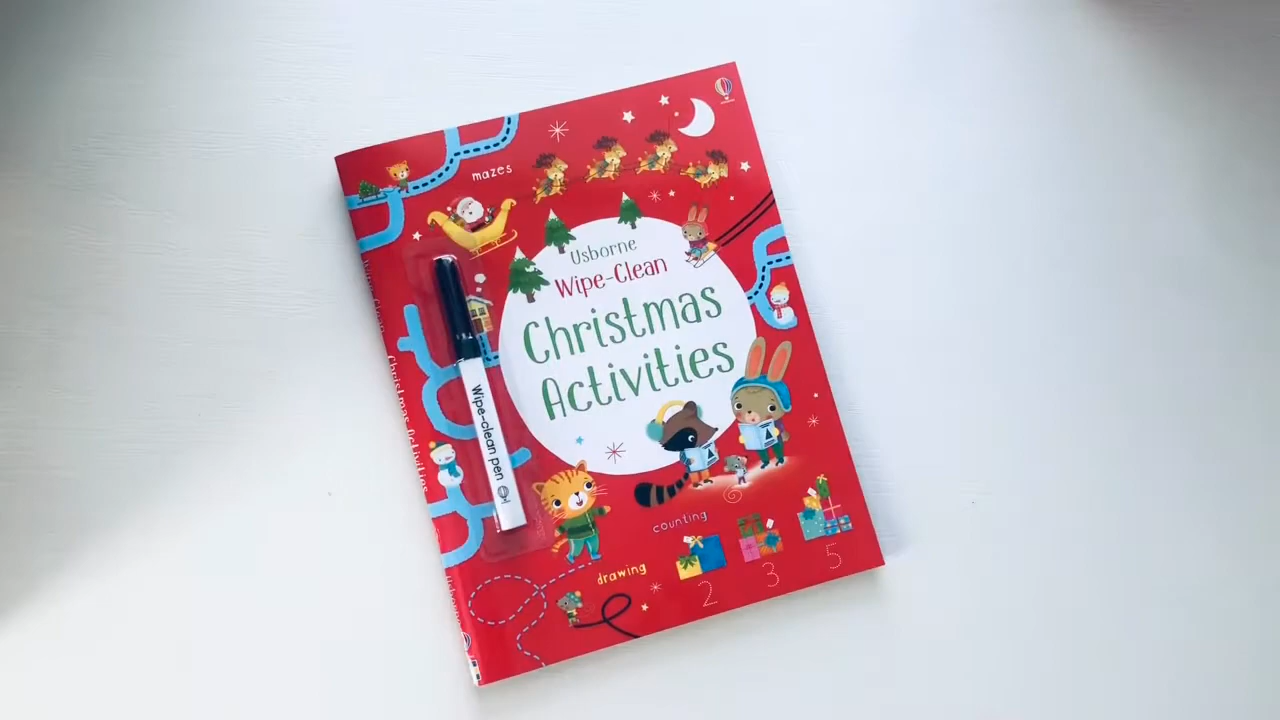 mazes
Usborne
Wipe-Clean
Christmas
Activities
Wipe-clean pen
Christmas Activities
counting
drawing
2 3 5